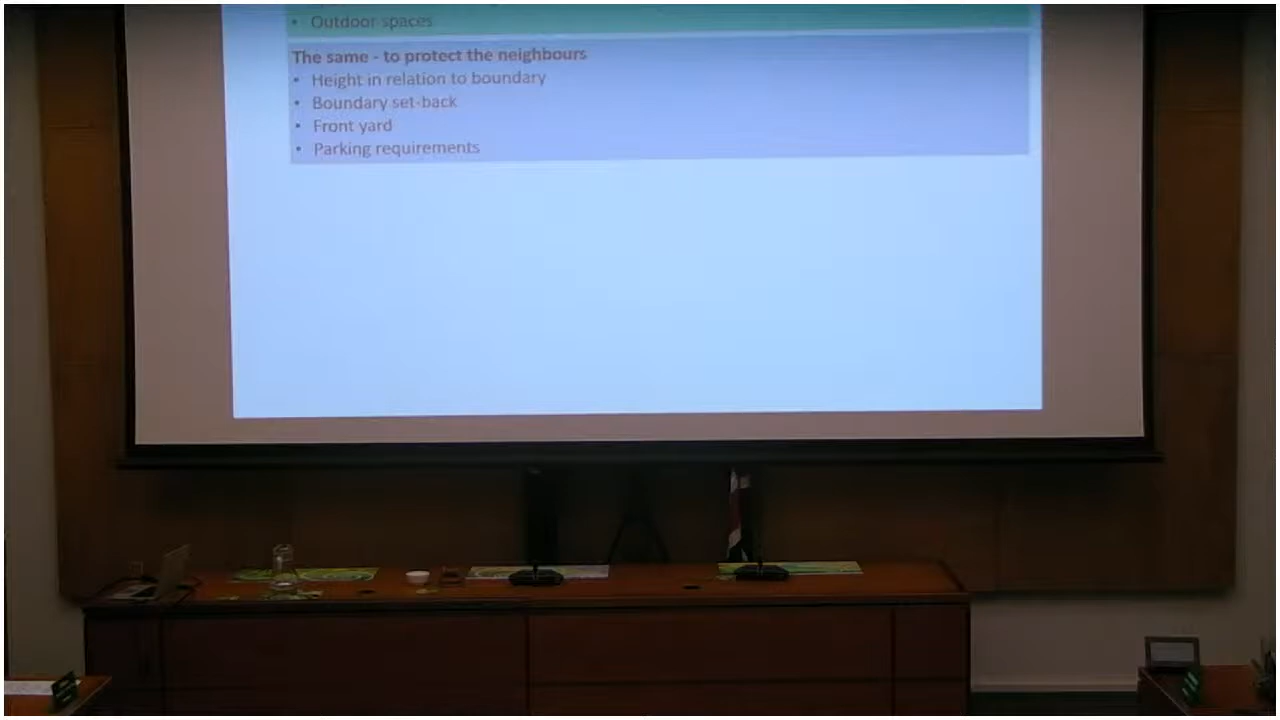 • Outdoor spaces
The same - to protect the neighbours
• Height in relation to boundary
• Boundary set-back
• Front yard
• Parking requirements